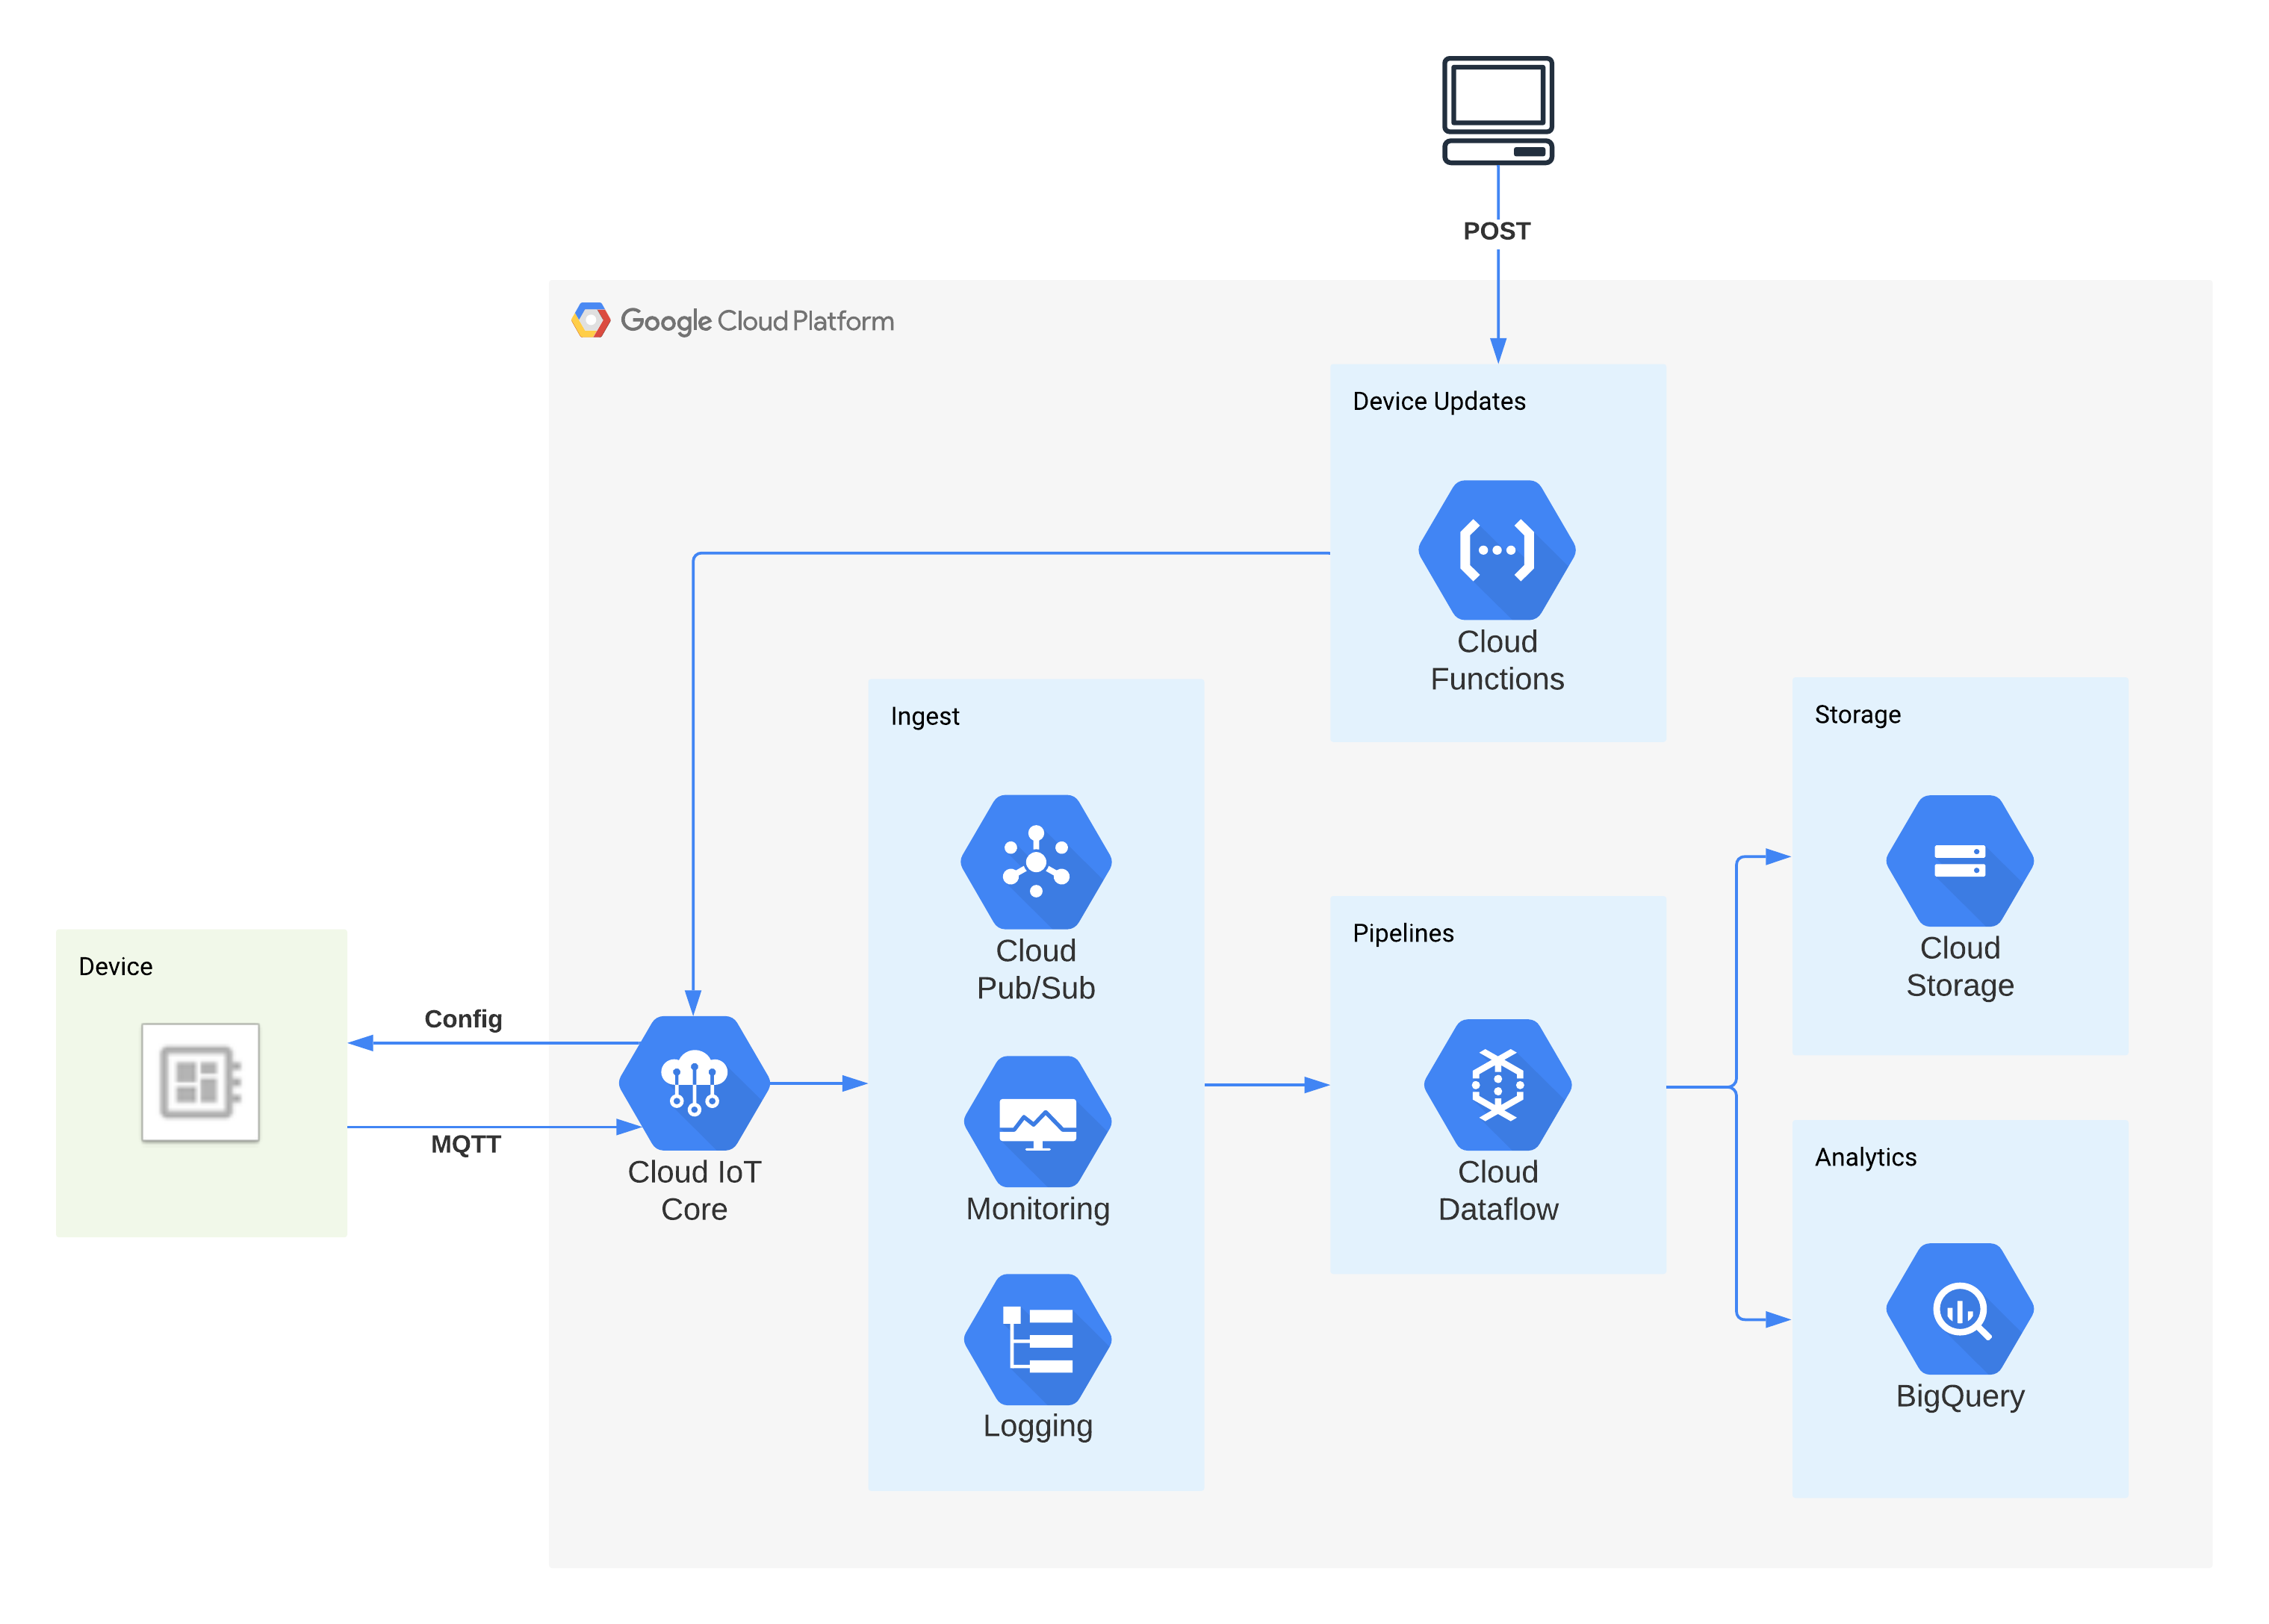 POST
Google Cloud Platform
Device Updates
Cloud
Functions
Ingest
Storage
Cloud
Pub/Sub
Cloud
Storage
Pipelines
Device
Config
MQTT
Cloud IoT
Core
Monitoring
Cloud
Dataflow
Analytics
Logging
BigQuery